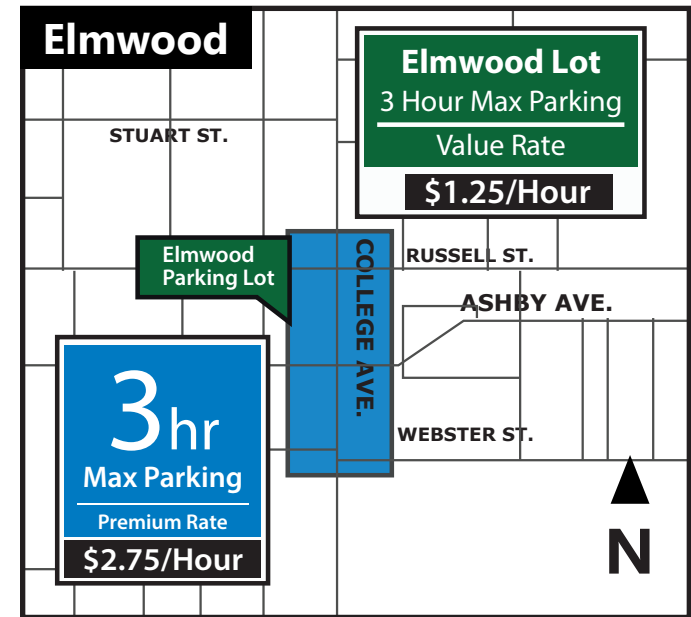 Elmwood
Elmwood Lot
3 Hour Max Parking
Value Rate
$1.25/Hour
STUART ST.
RUSSELL ST.
Elmwood
Parking Lot
COLLEGE AVE.
ASHBY AVE.
3hr
Max Parking
Premium Rate
$2.75/Hour
WEBSTER ST.
N